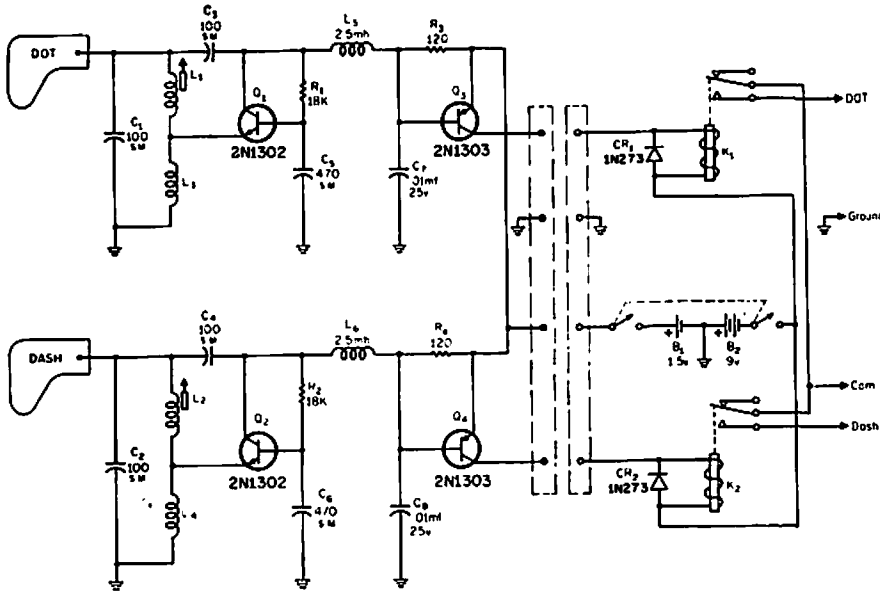 DOT
C3
100
SM
L1
C1
100
SM
L3
Q1
2N1302
R1
18K
C5
470
SM
L5
2.5mh
R3
120
Q3
2N1303
C7
.01mf
25v
CR1
1N273
K1
DOT
Ground
DASH
C4
100
SM
L2
C2
100
SM
L4
Q2
2N1302
R2
18K
C6
470
SM
L6
2.5mh
R4
120
Q4
2N1303
C8
.01mf
25v
+
B1
1.5v
+
B2
9v
Com
Dash
CR2
1N273
K2